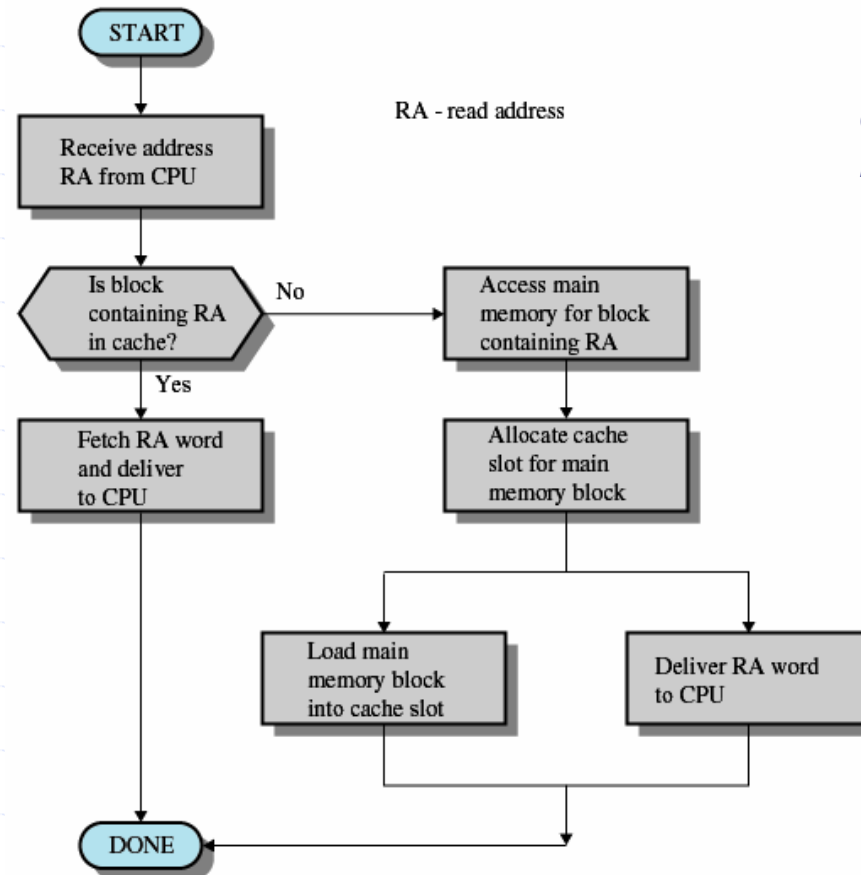 START
RA - read address
Receive address
RA from CPU
Is block
containing RA
in cache?
No
Access main
memory for block
containing RA
Yes
Fetch RA word
and deliver
to CPU
Allocate cache
slot for main
memory block
Load main
memory block
into cache slot
Deliver RA word
to CPU
DONE